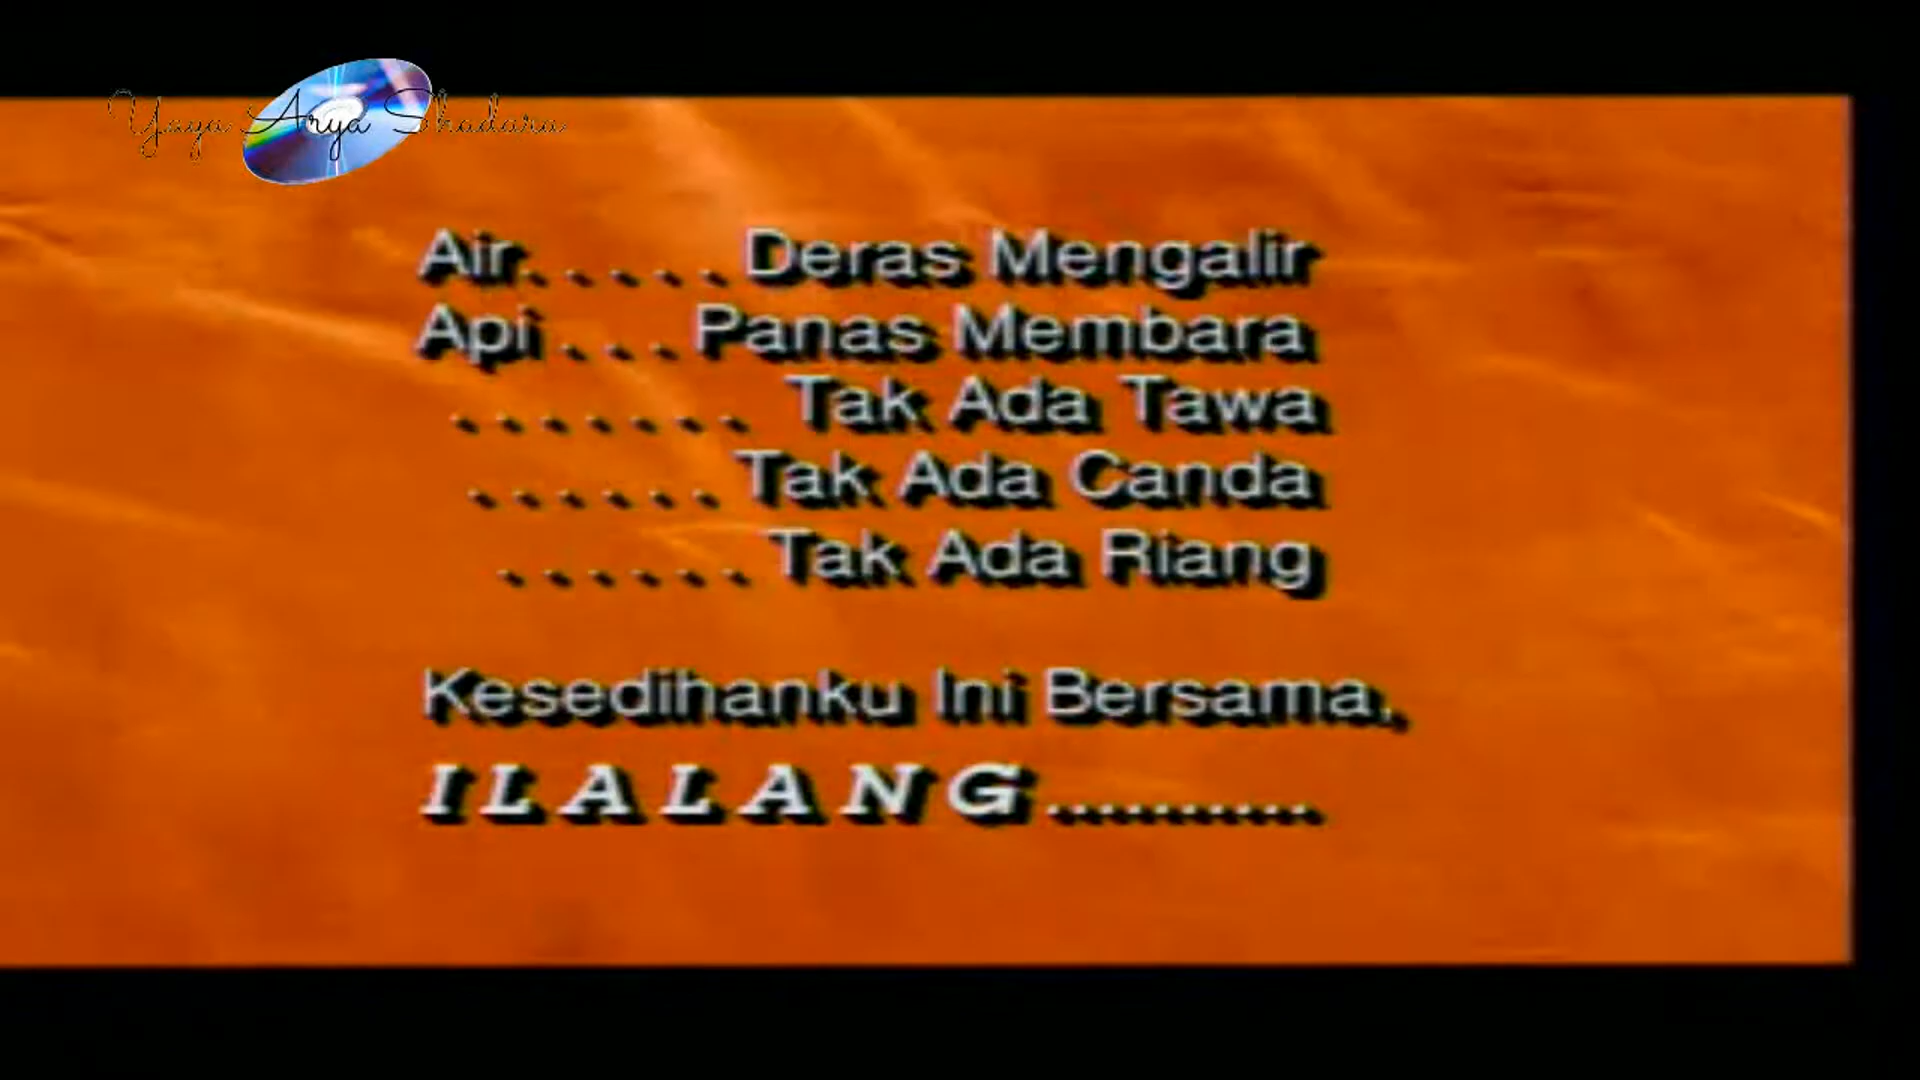 Yaya Arya Shadara
Air. . . . . Deras Mengalir
Api . . . Panas Membara
. . . . . . . Tak Ada Tawa
. . . . . . Tak Ada Canda
. . . . . . Tak Ada Riang
Kesedihanku Ini Bersama,
ILALANG..........